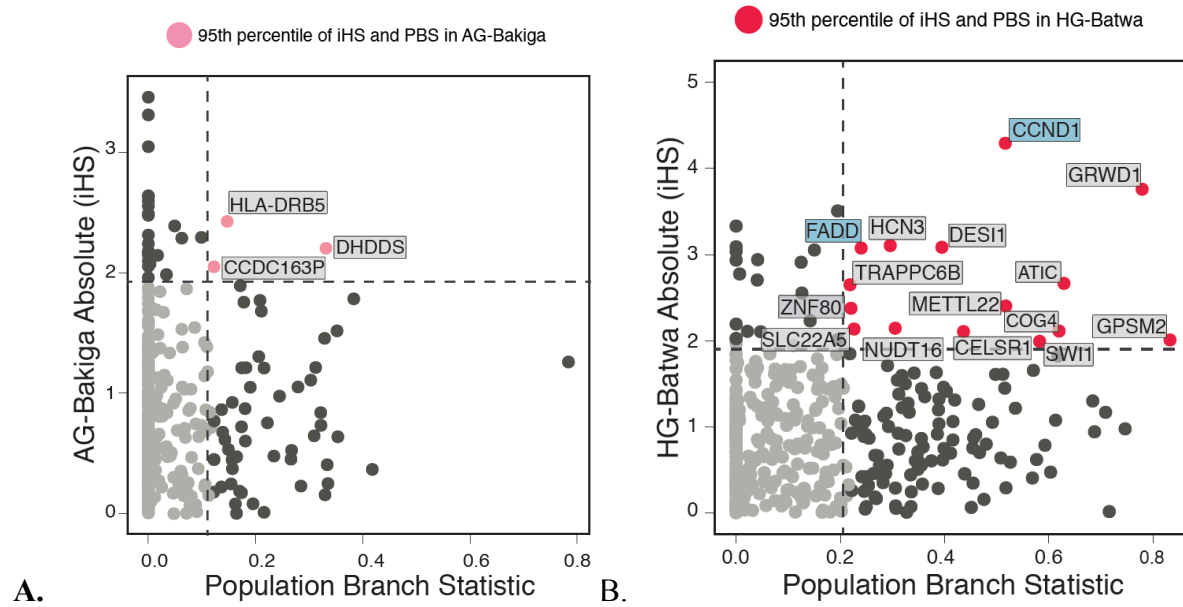 95th percentile of iHS and PBS in AG-Bakiga
AG-Bakiga Absolute (iHS)
3
2
1
0
HLA-DRB5
DHDDS
CCDC163P
0.0 0.2 0.4 0.6 0.8
Population Branch Statistic
A.
95th percentile of iHS and PBS in HG-Batwa
HG-Batwa Absolute (iHS)
5
4
3
2
1
0
CCND1
GRWD1
FADD
HCN3
DESI1
TRAPPC6B
ATIC
ZNF80
METTL22
COG4
GPSM2
SLC22A5
NUDT16
CELSR1
SWI1
0.0 0.2 0.4 0.6 0.8
Population Branch Statistic
B.